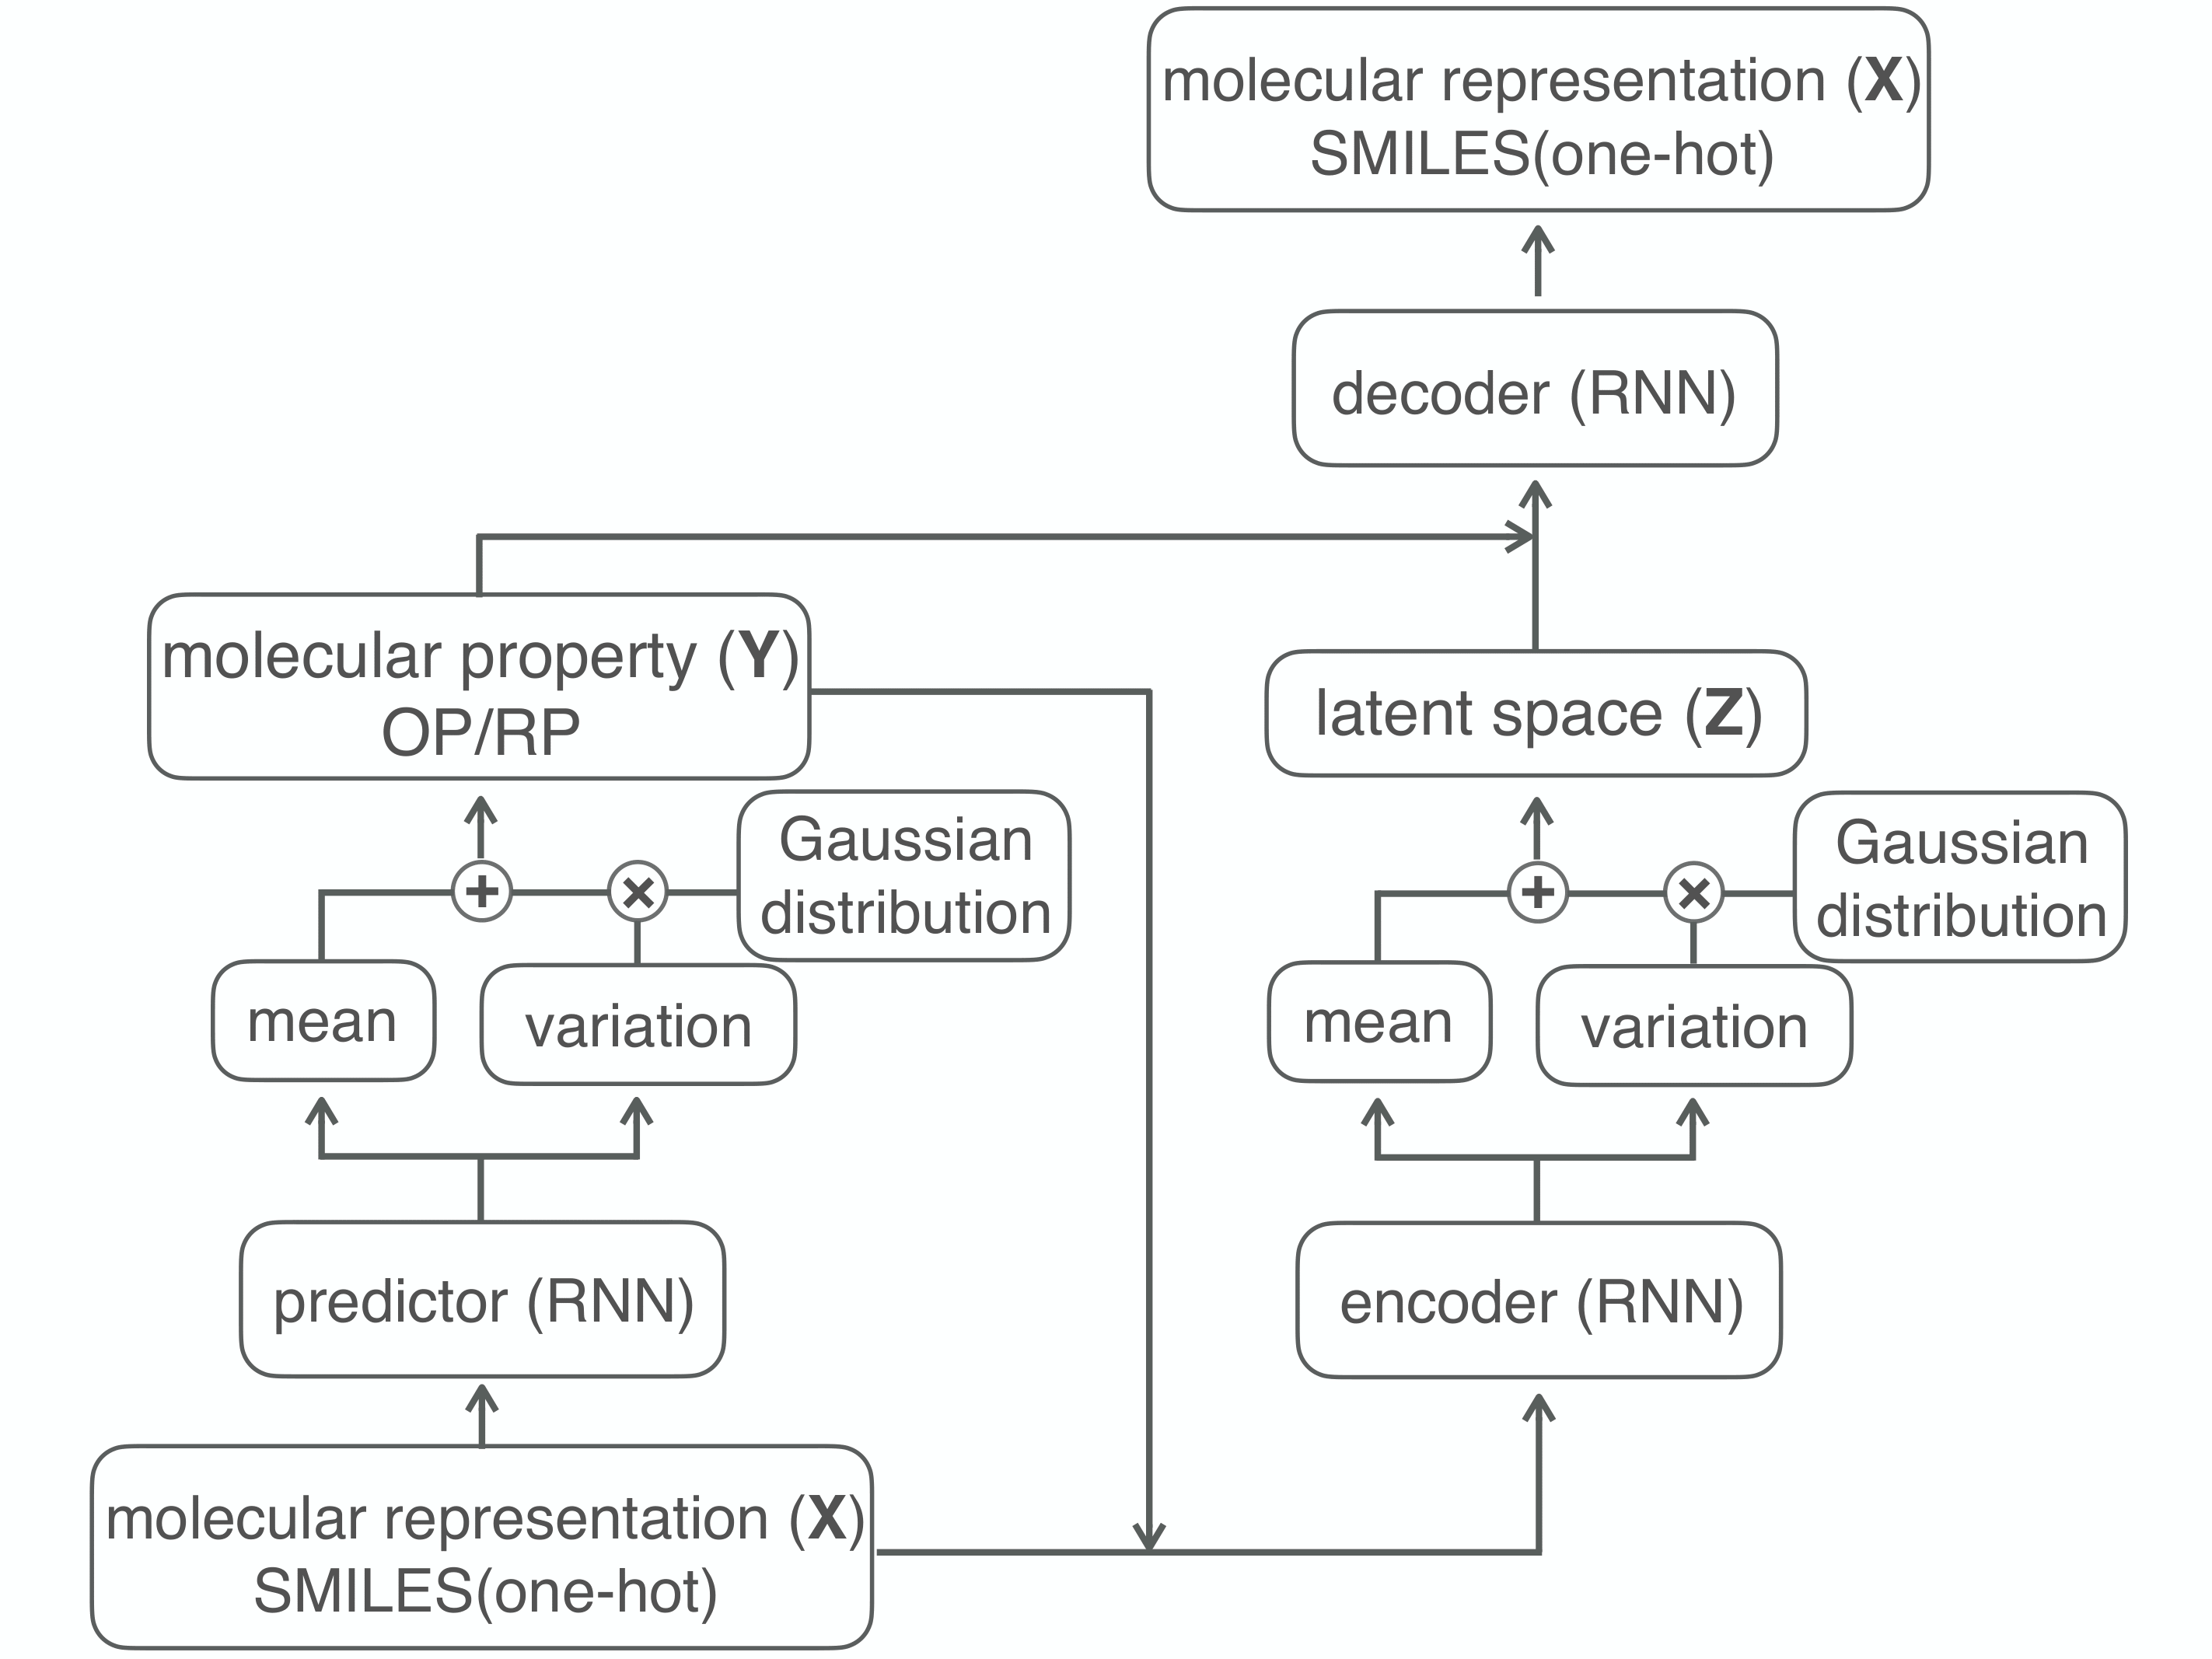 molecular representation (X)
SMILES(one-hot)
decoder (RNN)
molecular property (Y)
OP/RP
latent space (Z)
Gaussian
distribution
+
×
mean
variation
Gaussian
distribution
+
×
mean
variation
predictor (RNN)
encoder (RNN)
molecular representation (X)
SMILES(one-hot)